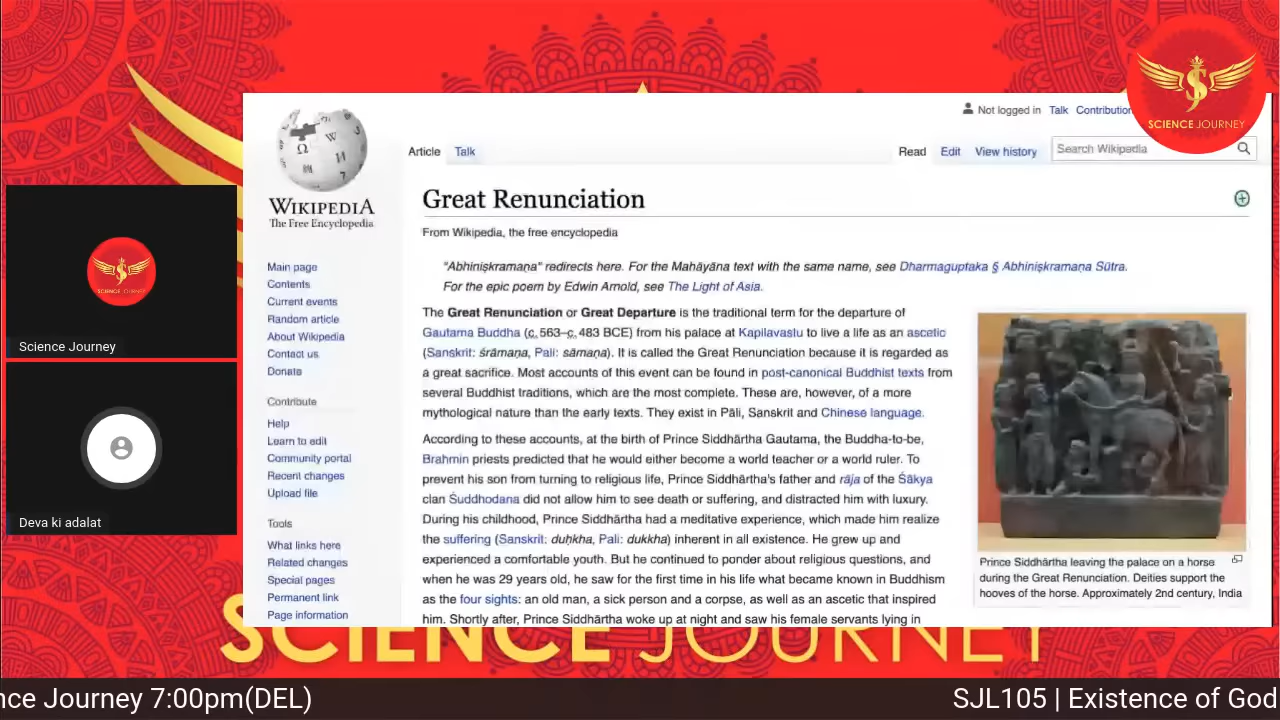 SCIENCE JOURNEY
Science Journey
Deva ki adalat
Not logged in Talk Contribution
Article Talk
Read Edit View history
Search Wikipedia
WIKIPEDIA
The Free Encyclopedia
Main page
Contents
Current events
Random article
About Wikipedia
Contact us
Donate
Contribute
Help
Learn to edit
Community portal
Recent changes
Upload file
Tools
What links here
Related changes
Special pages
Permanent link
Page information
Great Renunciation
From Wikipedia, the free encyclopedia
"Abhiniṣkramaṇa" redirects here. For the Mahāyāna text with the same name, see Dharmaguptaka § Abhiniṣkramaṇa Sūtra.
For the epic poem by Edwin Arnold, see The Light of Asia.
The Great Renunciation or Great Departure is the traditional term for the departure of
Gautama Buddha (c. 563–c. 483 BCE) from his palace at Kapilavastu to live a life as an ascetic
(Sanskrit: śrāmaṇa, Pali: sāmaṇa). It is called the Great Renunciation because it is regarded as
a great sacrifice. Most accounts of this event can be found in post-canonical Buddhist texts from
several Buddhist traditions, which are the most complete. These are, however, of a more
mythological nature than the early texts. They exist in Pāli, Sanskrit and Chinese language.
According to these accounts, at the birth of Prince Siddhārtha Gautama, the Buddha-to-be,
Brahmin priests predicted that he would either become a world teacher or a world ruler. To
prevent his son from turning to religious life, Prince Siddhārtha's father and rāja of the Śākya
clan Śuddhodana did not allow him to see death or suffering, and distracted him with luxury.
During his childhood, Prince Siddhārtha had a meditative experience, which made him realize
the suffering (Sanskrit: duḥkha, Pali: dukkha) inherent in all existence. He grew up and
experienced a comfortable youth. But he continued to ponder about religious questions, and
when he was 29 years old, he saw for the first time in his life what became known in Buddhism
as the four sights: an old man, a sick person and a corpse, as well as an ascetic that inspired
him. Shortly after, Prince Siddhārtha woke up at night and saw his female servants lying in
Prince Siddhārtha leaving the palace on a horse
during the Great Renunciation. Deities support the
hooves of the horse. Approximately 2nd century, India
SCIENCE JOURNEY
nce Journey 7:00pm(DEL)
SJL105 | Existence of God